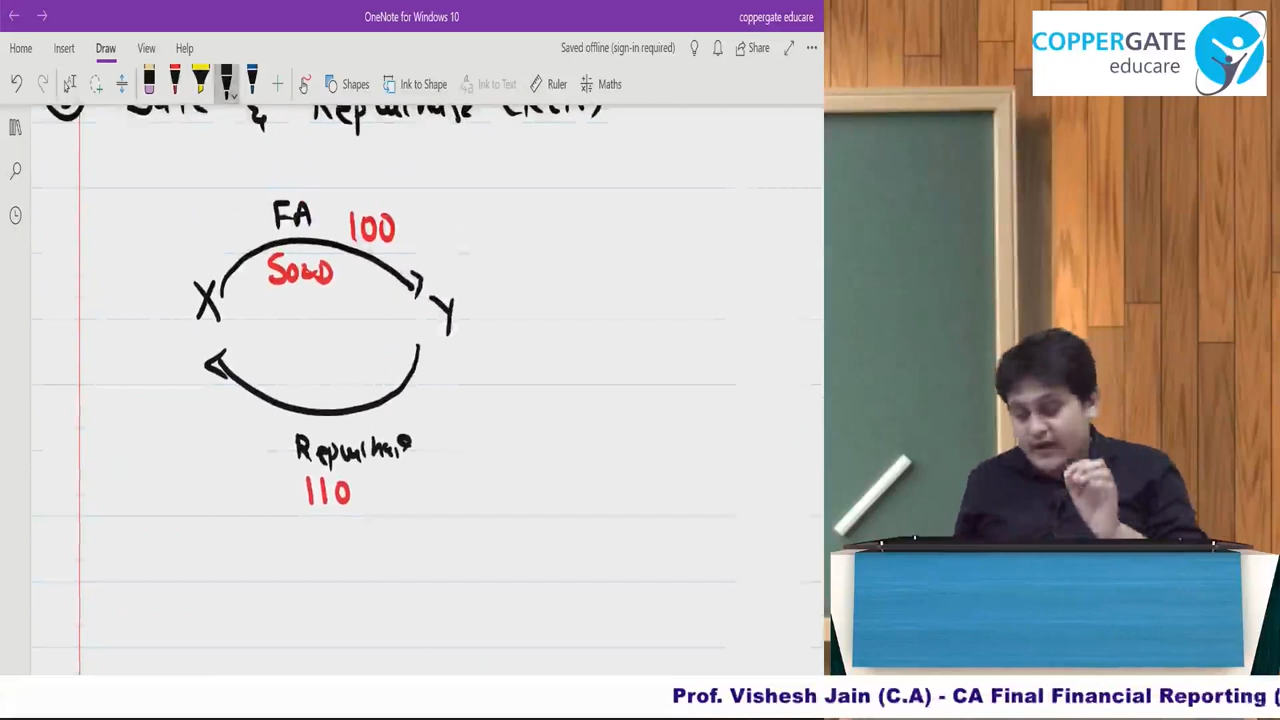 OneNote for Windows 10
coppergate educare
Home Insert Draw View Help
Saved offline (sign-in required)
Share
Shapes
Ink to Shape
Ink to Text
Ruler
Maths
COPPERGATE
educare
&
FA
100
SOLD
X
Y
110
Prof. Vishesh Jain (C.A) - CA Final Financial Reporting (